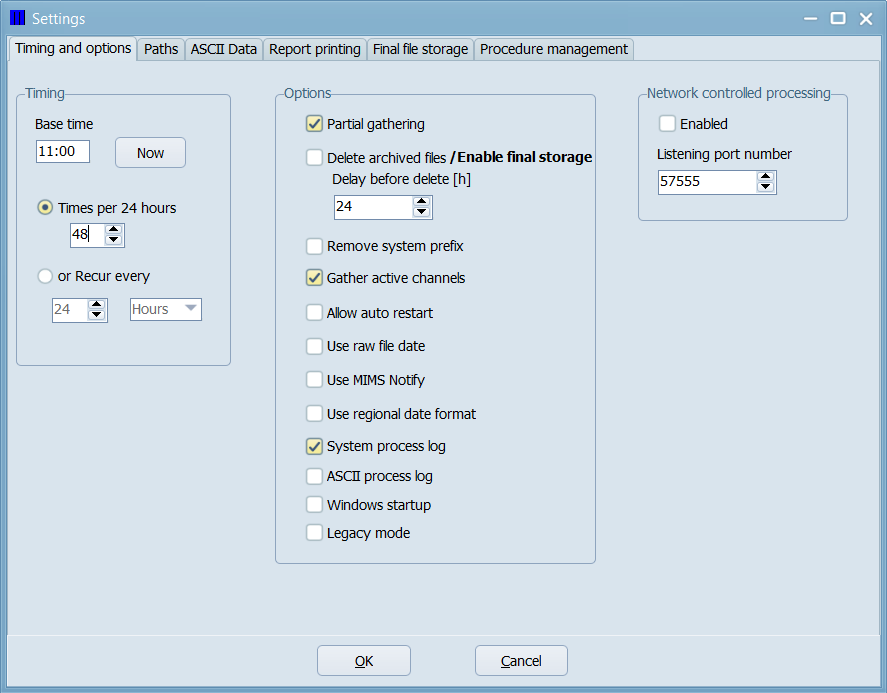 Settings
Timing and options Paths ASCII Data Report printing Final file storage Procedure management
Timing
Base time
11:00 Now
Times per 24 hours
48
or Recur every
24 Hours
Options
Partial gathering
Delete archived files /Enable final storage
Delay before delete [h]
24
Remove system prefix
Gather active channels
Allow auto restart
Use raw file date
Use MIMS Notify
Use regional date format
System process log
ASCII process log
Windows startup
Legacy mode
Network controlled processing
Enabled
Listening port number
57555
OK Cancel